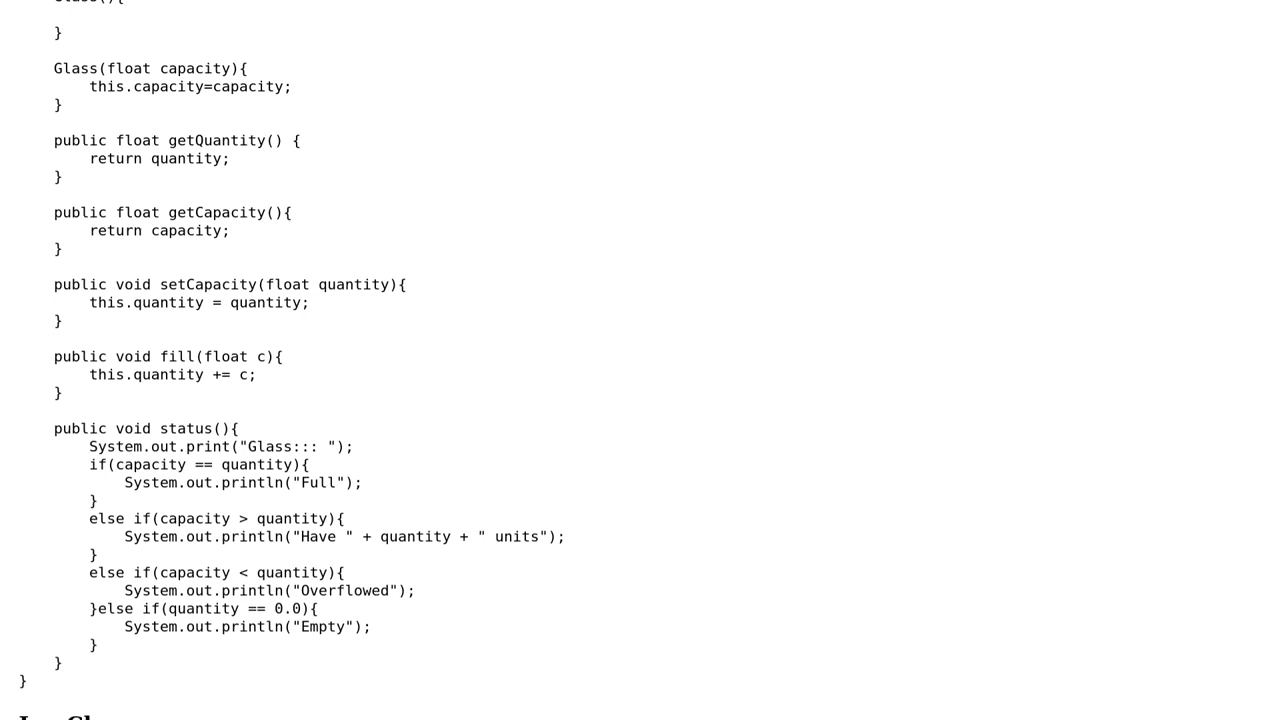 }
Glass(float capacity){
this.capacity=capacity;
}
public float getQuantity() {
return quantity;
}
public float getCapacity(){
return capacity;
}
public void setCapacity(float quantity){
this.quantity = quantity;
}
public void fill(float c){
this.quantity += c;
}
public void status(){
System.out.print("Glass::: ");
if(capacity == quantity){
System.out.println("Full");
}
else if(capacity > quantity){
System.out.println("Have " + quantity + " units");
}
else if(capacity < quantity){
System.out.println("Overflowed");
}else if(quantity == 0.0){
System.out.println("Empty");
}
}
}